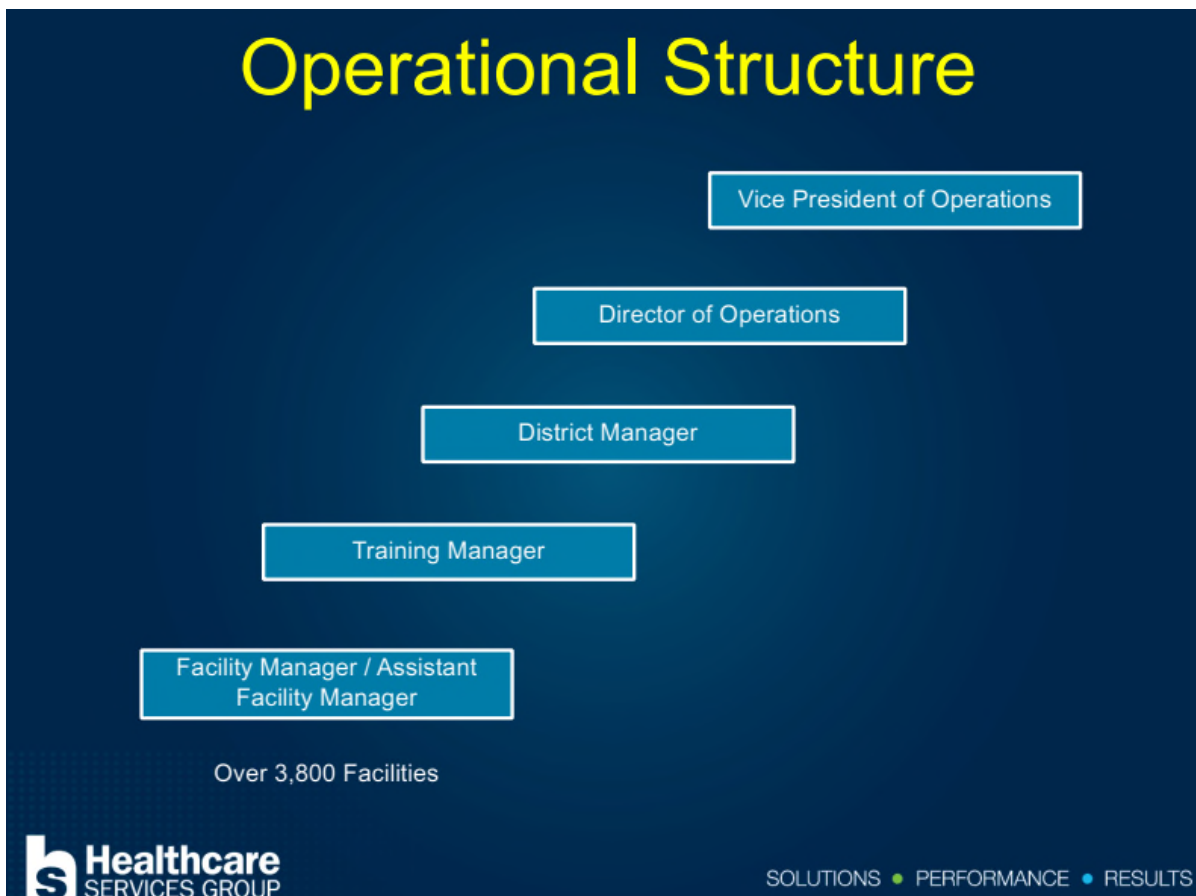 Operational Structure
Vice President of Operations
Director of Operations
District Manager
Training Manager
Facility Manager / Assistant
Facility Manager
Over 3,800 Facilities
hs Healthcare
SERVICES GROUP
SOLUTIONS ● PERFORMANCE ● RESULTS